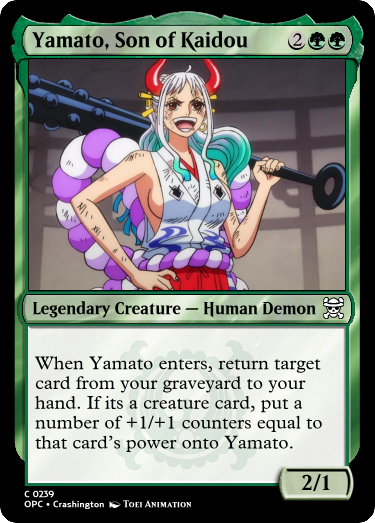 Yamato, Son of Kaidou 2
Legendary Creature — Human Demon
When Yamato enters, return target
card from your graveyard to your
hand. If its a creature card, put a
number of +1/+1 counters equal to
that card's power onto Yamato.
2/1
C 0239
OPC • Crashington TOEI ANIMATION